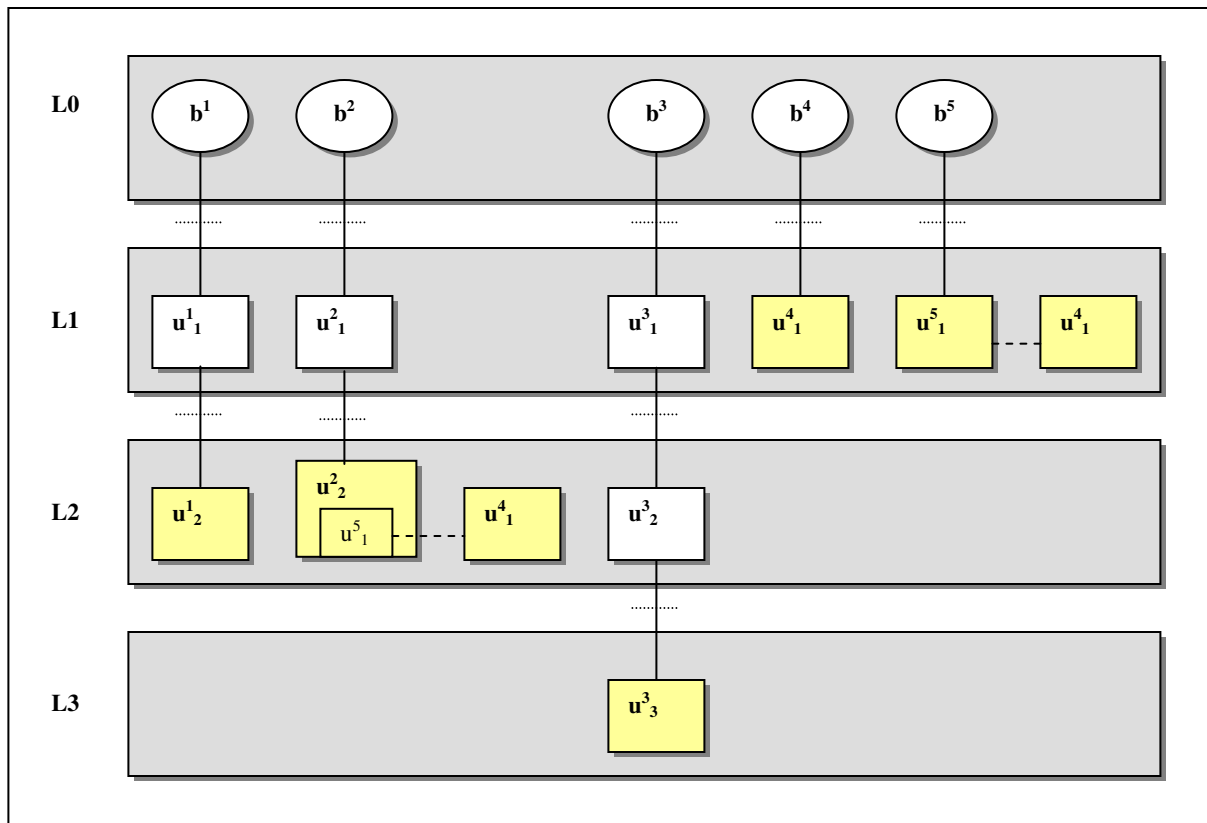 L0 b¹ b² b³ b⁴ b⁵
............ ............ ............ ............ ............
L1 u¹₁ u²₁ u³₁ u⁴₁ u⁵₁ u⁴₁
............ ............ ............
L2 u¹₂ u²₂ u⁴₁ u³₂
u⁵₁
............
L3 u³₃